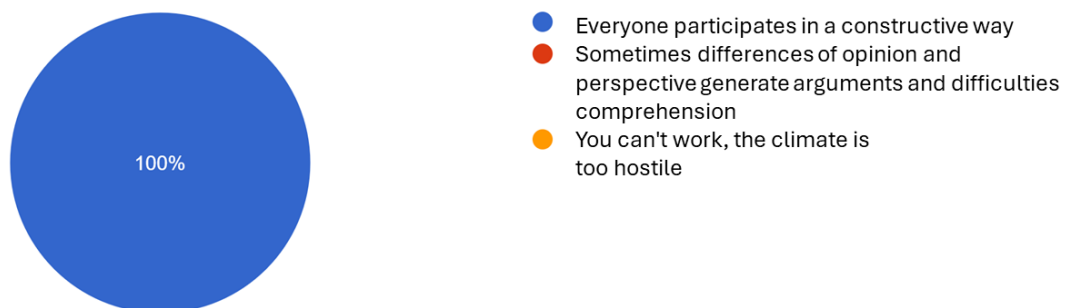 100%
Everyone participates in a constructive way
Sometimes differences of opinion and
perspective generate arguments and difficulties
comprehension
You can't work, the climate is
too hostile